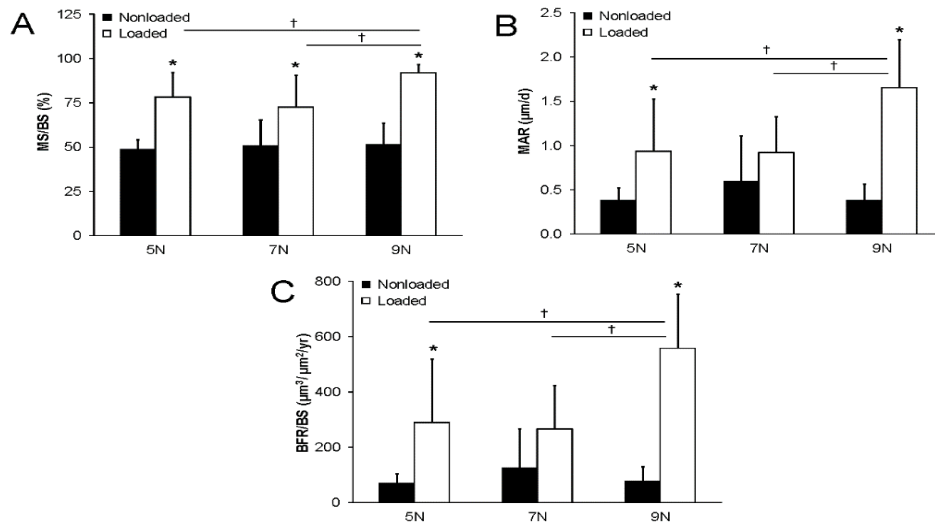 A
Nonloaded
Loaded
†
†
*
*
*
125
100
75
50
25
0
MS/BS (%)
5N
7N
9N
B
Nonloaded
Loaded
†
†
*
*
2.5
2.0
1.5
1.0
0.5
0.0
MAR (µm/d)
5N
7N
9N
C
Nonloaded
Loaded
†
†
*
*
800
600
400
200
0
BFR/BS (µm³/µm²/yr)
5N
7N
9N